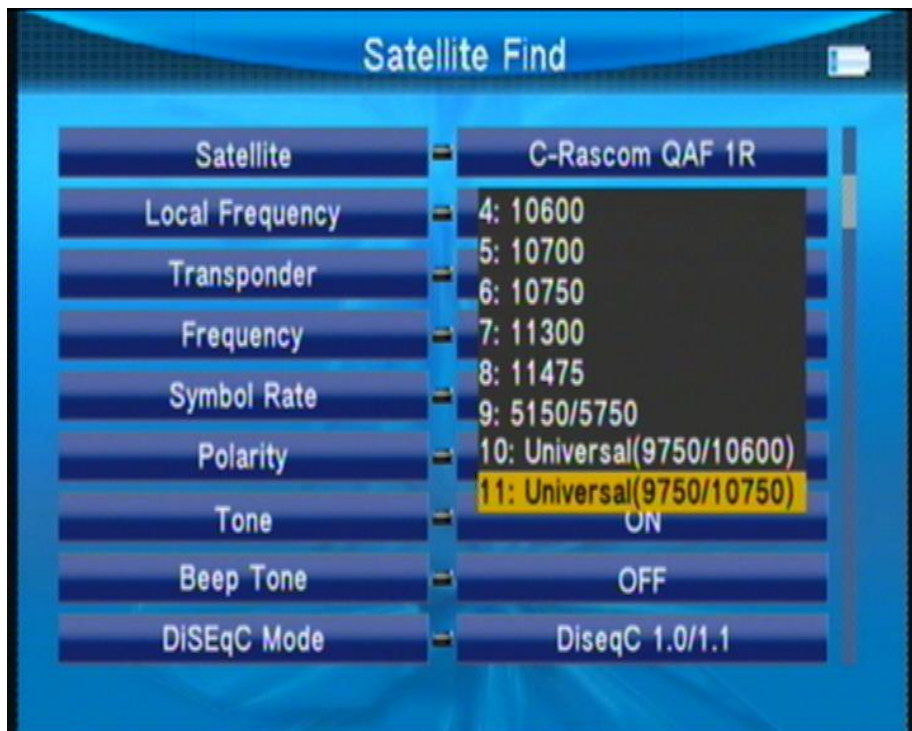 Satellite Find
Satellite C-Rascom QAF 1R
Local Frequency 4: 10600
5: 10700
Transponder 6: 10750
Frequency 7: 11300
8: 11475
Symbol Rate 9: 5150/5750
Polarity 10: Universal(9750/10600)
11: Universal(9750/10750)
Tone ON
Beep Tone OFF
DiSEqC Mode DiseqC 1.0/1.1